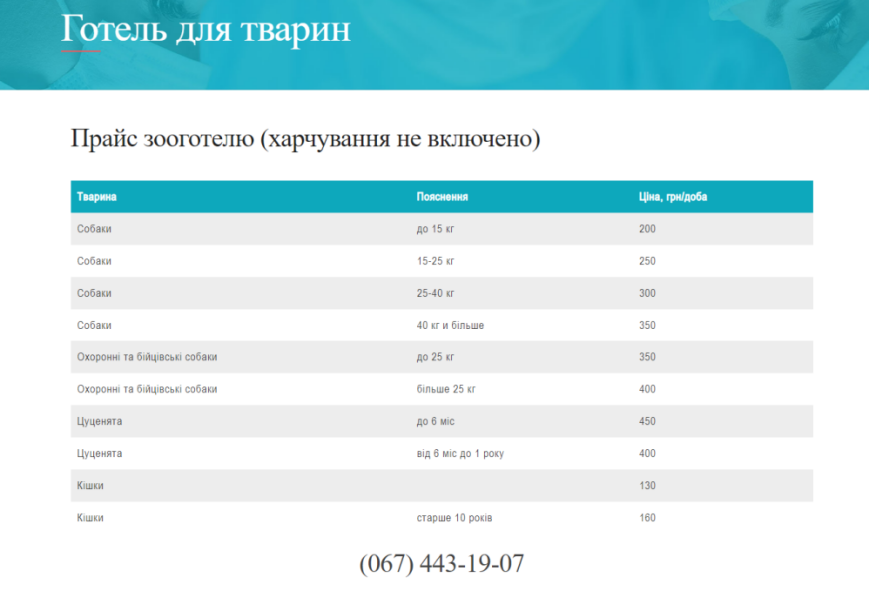 Готель для тварин
Прайс зооготелю (харчування не включено)
Тварина Пояснення Ціна, грн/доба
Собаки до 15 кг 200
Собаки 15-25 кг 250
Собаки 25-40 кг 300
Собаки 40 кг и більше 350
Охоронні та бійцівські собаки до 25 кг 350
Охоронні та бійцівські собаки більше 25 кг 400
Цуценята до 6 міс 450
Цуценята від 6 міс до 1 року 400
Кішки 130
Кішки старше 10 років 160
(067) 443-19-07